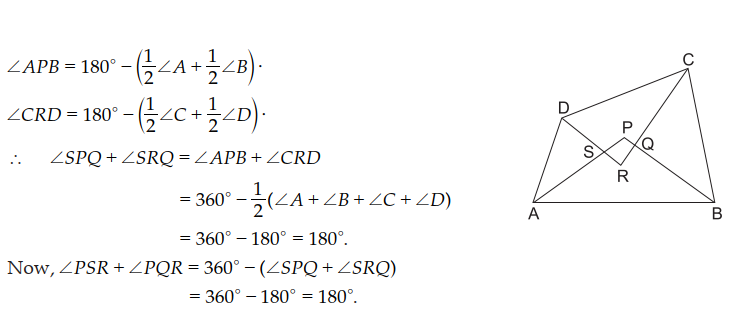 ∠APB = 180° − (1/2∠A + 1/2∠B)·
∠CRD = 180° − (1/2∠C + 1/2∠D)·
∴ ∠SPQ + ∠SRQ = ∠APB + ∠CRD
= 360° − 1/2(∠A + ∠B + ∠C + ∠D)
= 360° − 180° = 180°.
Now, ∠PSR + ∠PQR = 360° − (∠SPQ + ∠SRQ)
= 360° − 180° = 180°.
C
D
P
S
Q
R
A
B